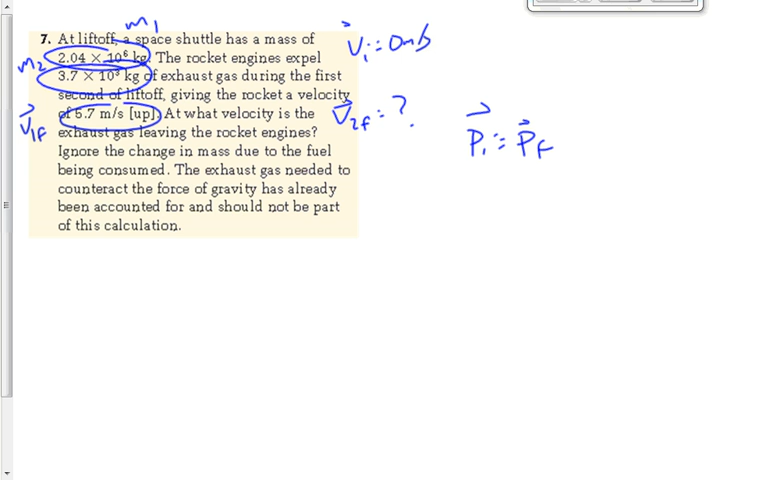 m₁
7. At liftoff, a space shuttle has a mass of
m₂ 2.04 × 10⁶ kg. The rocket engines expel
v⃗ᵢ = 0 m/s
3.7 × 10³ kg of exhaust gas during the first
second of liftoff, giving the rocket a velocity
of 5.7 m/s [up]. At what velocity is the
v⃗₁f
v⃗₂f = ?
exhaust gas leaving the rocket engines?
p⃗ᵢ = p⃗f
Ignore the change in mass due to the fuel
being consumed. The exhaust gas needed to
counteract the force of gravity has already
been accounted for and should not be part
of this calculation.